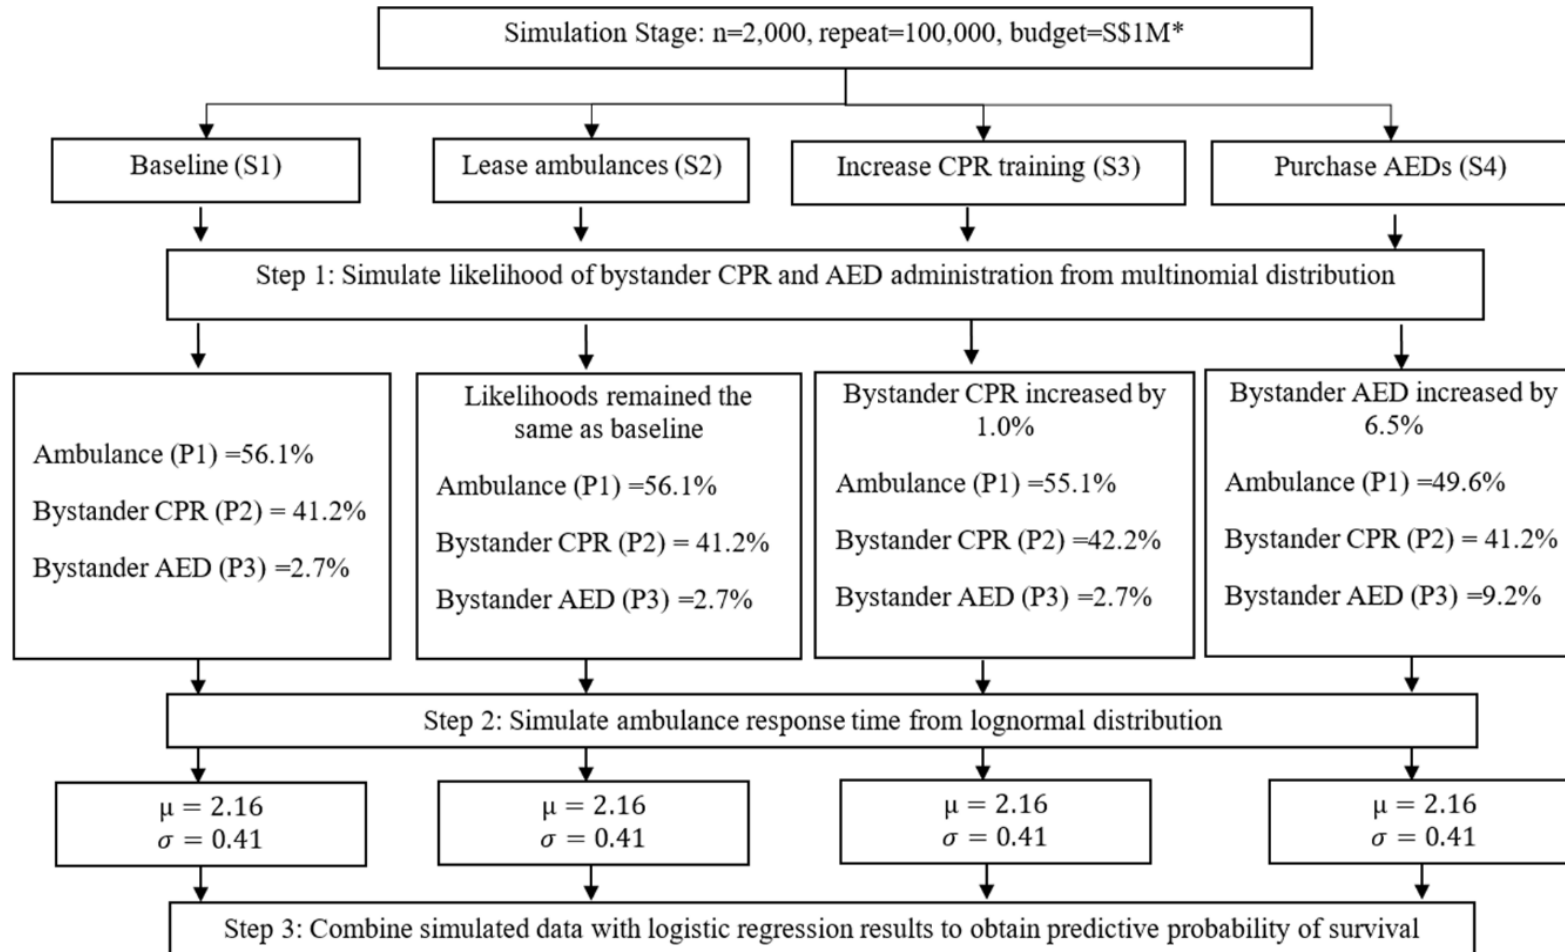 Simulation Stage: n=2,000, repeat=100,000, budget=S$1M*
Baseline (S1)
Lease ambulances (S2)
Increase CPR training (S3)
Purchase AEDs (S4)
Step 1: Simulate likelihood of bystander CPR and AED administration from multinomial distribution
Ambulance (P1) =56.1%
Bystander CPR (P2) = 41.2%
Bystander AED (P3) =2.7%
Likelihoods remained the
same as baseline
Ambulance (P1) =56.1%
Bystander CPR (P2) = 41.2%
Bystander AED (P3) =2.7%
Bystander CPR increased by
1.0%
Ambulance (P1) =55.1%
Bystander CPR (P2) =42.2%
Bystander AED (P3) =2.7%
Bystander AED increased by
6.5%
Ambulance (P1) =49.6%
Bystander CPR (P2) = 41.2%
Bystander AED (P3) =9.2%
Step 2: Simulate ambulance response time from lognormal distribution
μ = 2.16
σ = 0.41
μ = 2.16
σ = 0.41
μ = 2.16
σ = 0.41
μ = 2.16
σ = 0.41
Step 3: Combine simulated data with logistic regression results to obtain predictive probability of survival